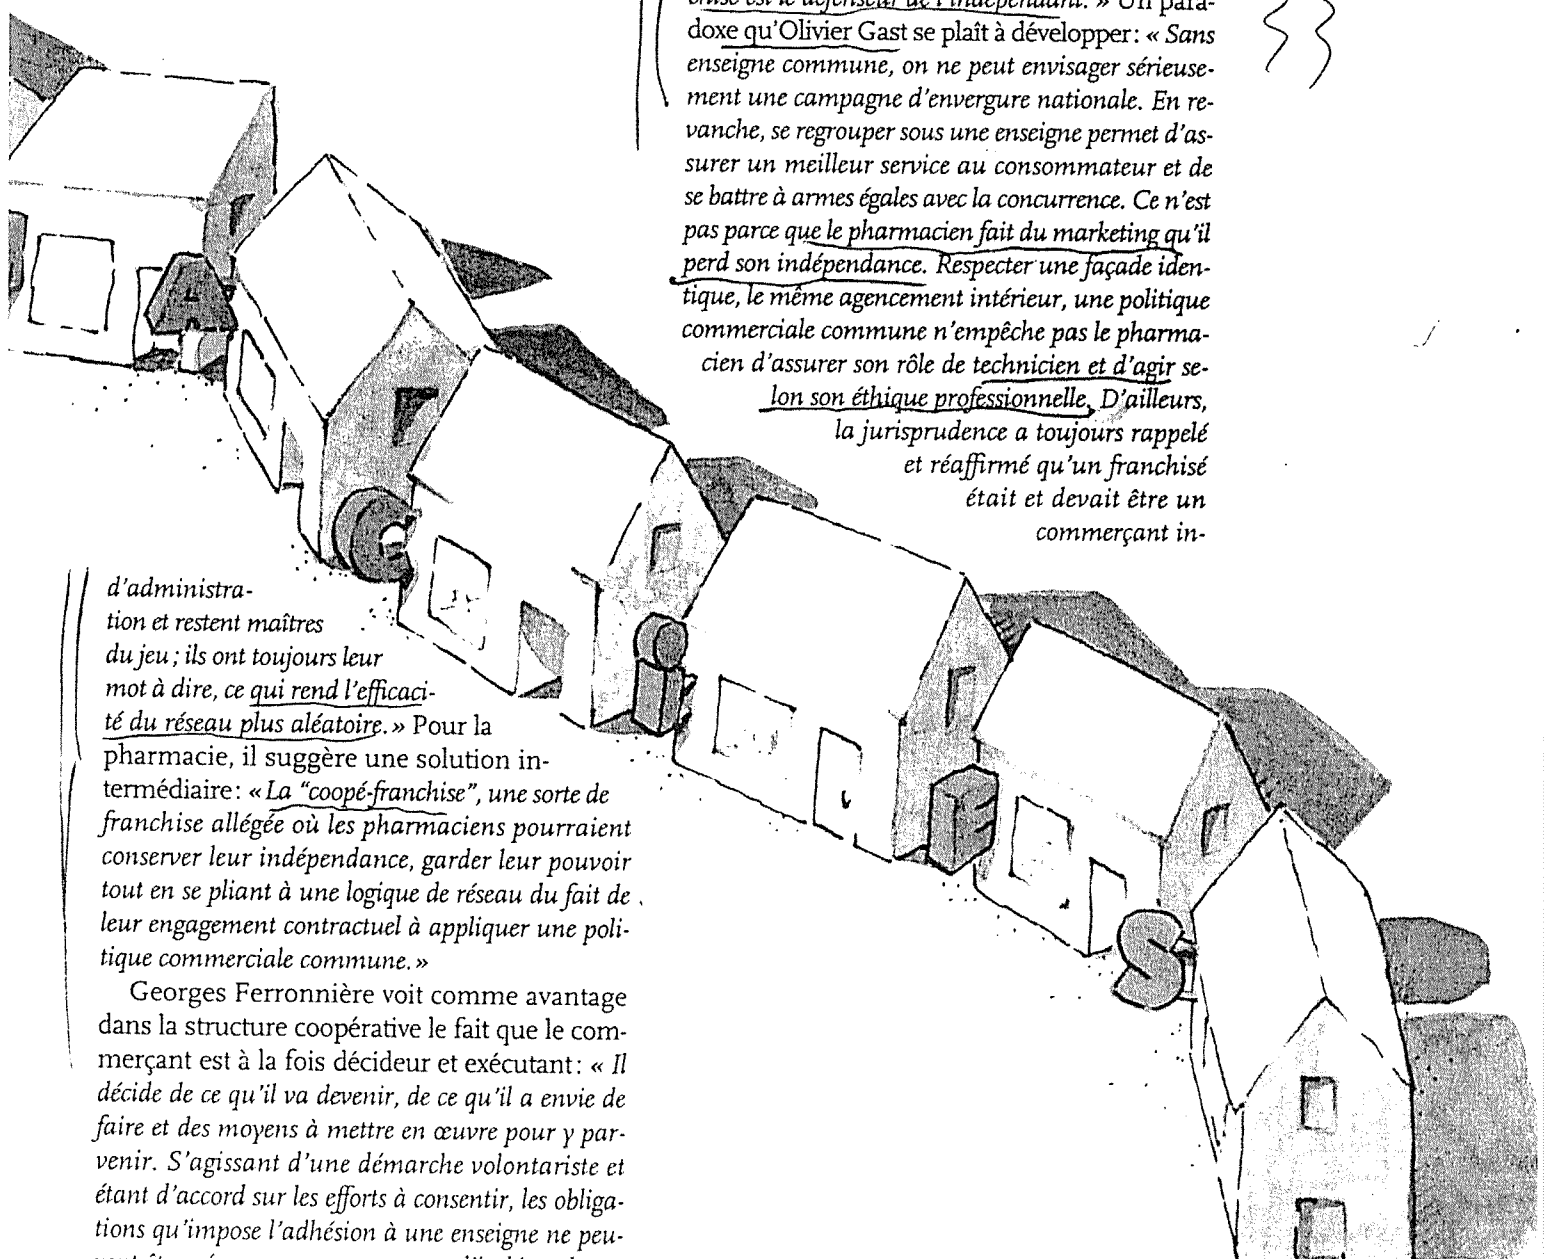 d'administra-
tion et restent maîtres
du jeu ; ils ont toujours leur
mot à dire, ce qui rend l'efficaci-
té du réseau plus aléatoire. » Pour la
pharmacie, il suggère une solution in-
termédiaire : « La "coopé-franchise", une sorte de
franchise allégée où les pharmaciens pourraient
conserver leur indépendance, garder leur pouvoir
tout en se pliant à une logique de réseau du fait de
leur engagement contractuel à appliquer une poli-
tique commerciale commune. »
Georges Ferronnière voit comme avantage
dans la structure coopérative le fait que le com-
merçant est à la fois décideur et exécutant : « Il
décide de ce qu'il va devenir, de ce qu'il a envie de
faire et des moyens à mettre en œuvre pour y par-
venir. S'agissant d'une démarche volontariste et
étant d'accord sur les efforts à consentir, les obliga-
tions qu'impose l'adhésion à une enseigne ne peu-
est le défenseur de l'indépendant. » Un para-
doxe qu'Olivier Gast se plaît à développer : « Sans
enseigne commune, on ne peut envisager sérieuse-
ment une campagne d'envergure nationale. En re-
vanche, se regrouper sous une enseigne permet d'as-
surer un meilleur service au consommateur et de
se battre à armes égales avec la concurrence. Ce n'est
pas parce que le pharmacien fait du marketing qu'il
perd son indépendance. Respecter une façade iden-
tique, le même agencement intérieur, une politique
commerciale commune n'empêche pas le pharma-
cien d'assurer son rôle de technicien et d'agir se-
lon son éthique professionnelle. D'ailleurs,
la jurisprudence a toujours rappelé
et réaffirmé qu'un franchisé
était et devait être un
commerçant in-
A
i
E
S